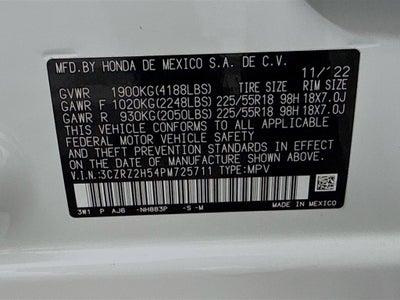 MFD.BY HONDA DE MEXICO S.A. DE C.V.
11/'22
GVWR 1900KG(4188LBS) TIRE SIZE RIM SIZE
GAWR F 1020KG(2248LBS) 225/55R18 98H 18X7.0J
GAWR R 930KG(2050LBS) 225/55R18 98H 18X7.0J
THIS VEHICLE CONFORMS TO ALL APPLICABLE
FEDERAL MOTOR VEHICLE SAFETY, BUMPER,
AND THEFT PREVENTION STANDARDS IN EFFECT
ON THE DATE OF MANUFACTURE SHOWN ABOVE.
V.I.N.:3CZRZ2H54PM725711 TYPE:MPV
3W1 P AJ6 -NH883P -S -M
MADE IN MEXICO